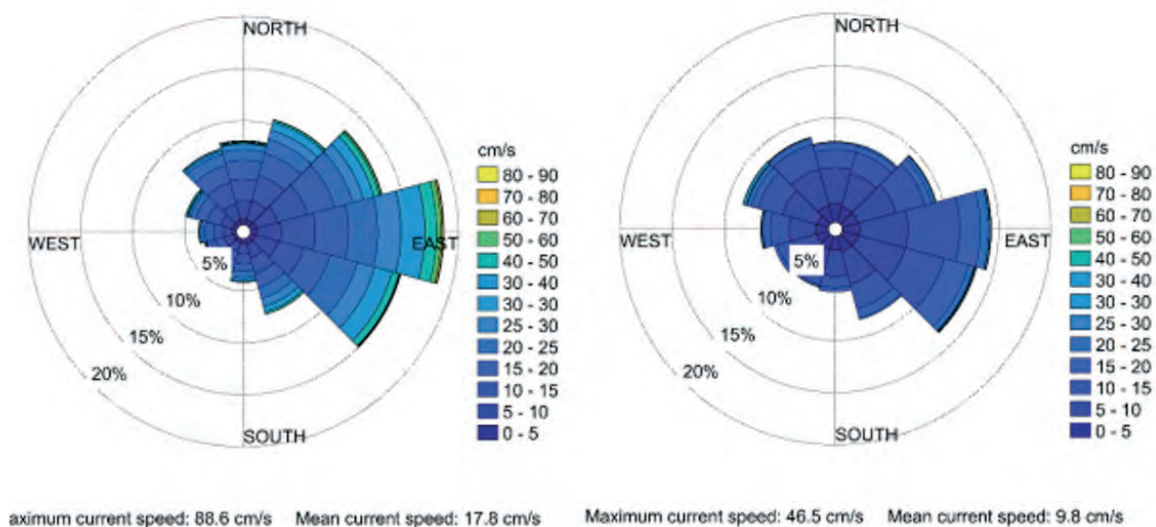 NORTH
WEST
EAST
SOUTH
5%
10%
15%
20%
cm/s
80 - 90
70 - 80
60 - 70
50 - 60
40 - 50
30 - 40
30 - 30
25 - 30
20 - 25
15 - 20
10 - 15
5 - 10
0 - 5
aximum current speed: 88.6 cm/s Mean current speed: 17.8 cm/s
NORTH
WEST
EAST
SOUTH
5%
10%
15%
20%
cm/s
80 - 90
70 - 80
60 - 70
50 - 60
40 - 50
30 - 40
30 - 30
25 - 30
20 - 25
15 - 20
10 - 15
5 - 10
0 - 5
Maximum current speed: 46.5 cm/s Mean current speed: 9.8 cm/s